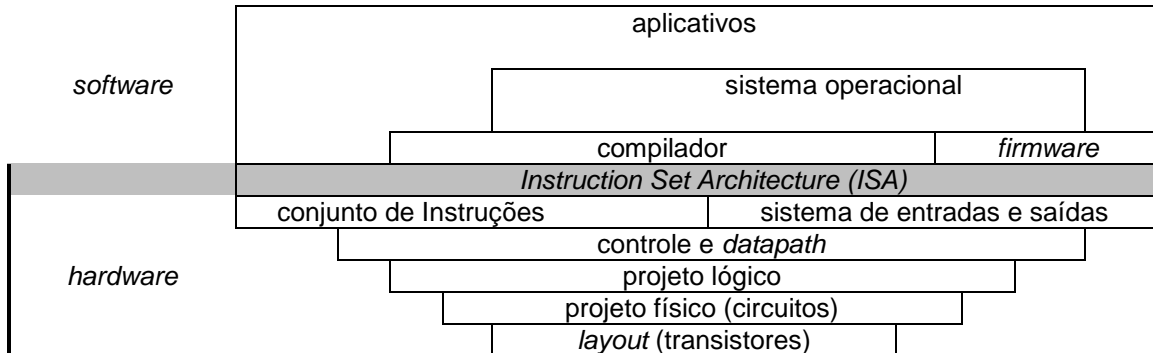 aplicativos
software
sistema operacional
compilador
firmware
Instruction Set Architecture (ISA)
conjunto de Instruções
sistema de entradas e saídas
controle e datapath
hardware
projeto lógico
projeto físico (circuitos)
layout (transistores)